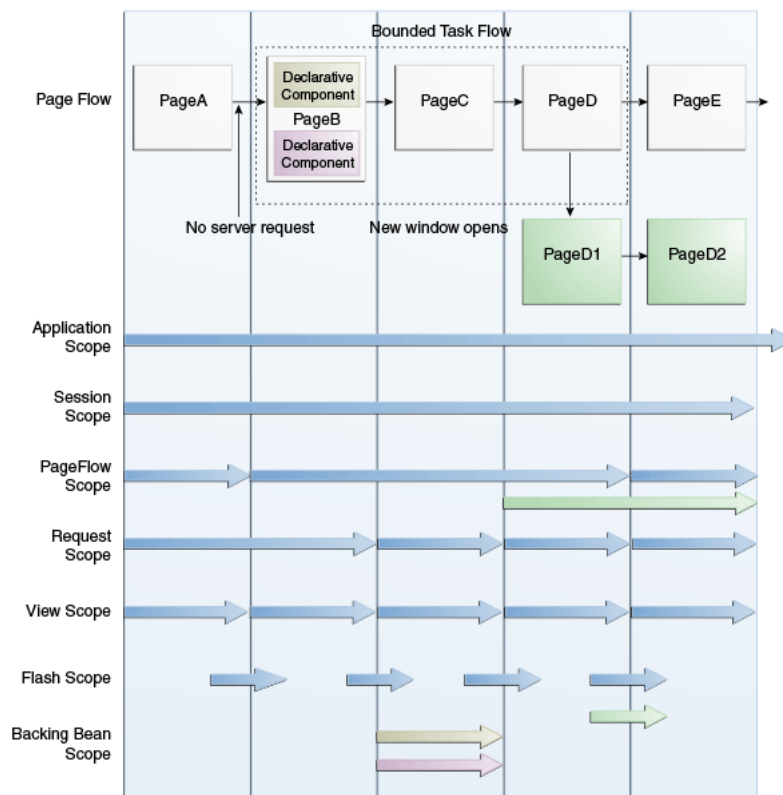 Bounded Task Flow
Page Flow
PageA
Declarative
Component
PageB
Declarative
Component
PageC
PageD
PageE
No server request
New window opens
PageD1
PageD2
Application
Scope
Session
Scope
PageFlow
Scope
Request
Scope
View Scope
Flash Scope
Backing Bean
Scope